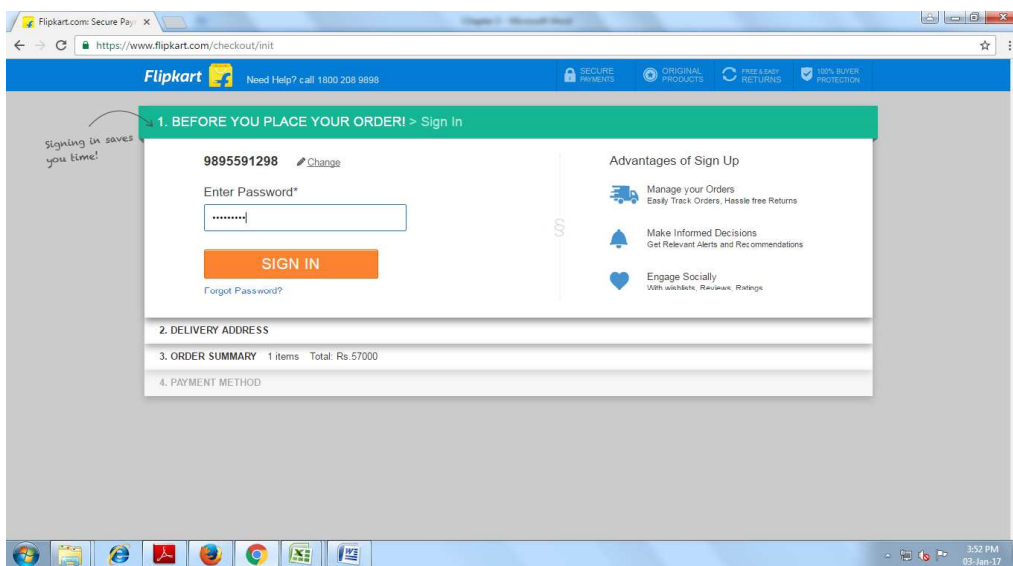 Flipkart.com: Secure Pay
Chapter 5 - Microsoft Word
https://www.flipkart.com/checkout/init
Flipkart Need Help? call 1800 208 9898
SECURE PAYMENTS
ORIGINAL PRODUCTS
FREE & EASY RETURNS
100% BUYER PROTECTION
Signing in saves
you time!
1. BEFORE YOU PLACE YOUR ORDER! > Sign In
9895591298 Change
Enter Password*
•••••••••
SIGN IN
Forgot Password?
Advantages of Sign Up
Manage your Orders
Easily Track Orders, Hassle free Returns
Make Informed Decisions
Get Relevant Alerts and Recommendations
Engage Socially
With wishlists, Reviews, Ratings
2. DELIVERY ADDRESS
3. ORDER SUMMARY 1 items Total: Rs.57000
4. PAYMENT METHOD
3:52 PM
03-Jan-17